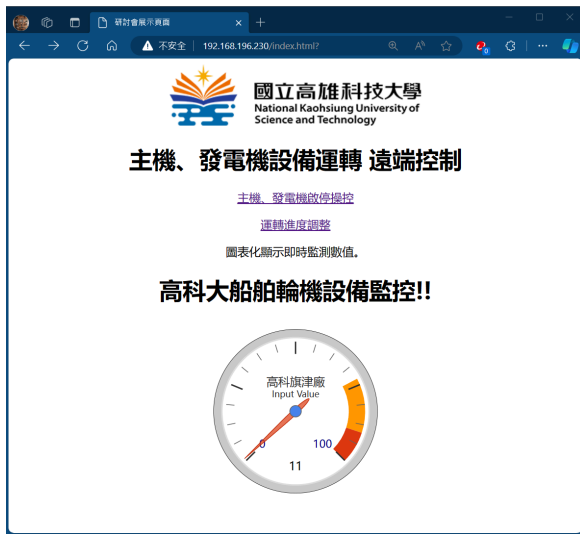 研討會展示頁面
不安全
192.168.196.230/index.html?
國立高雄科技大學
National Kaohsiung University of
Science and Technology
主機、發電機設備運轉 遠端控制
主機、發電機啟停操控
運轉進度調整
圖表化顯示即時監測數值。
高科大船舶輪機設備監控!!
高科旗津廠
Input Value
0
100
11